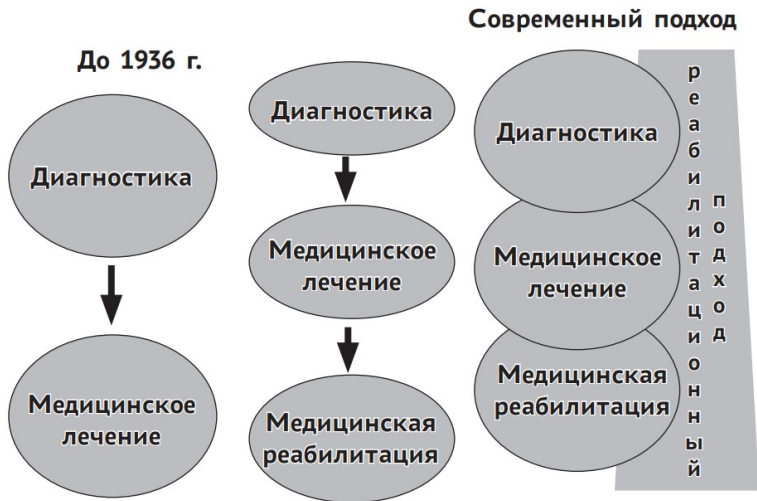 До 1936 г.
Диагностика
Медицинское
лечение
Диагностика
Медицинское
лечение
Медицинская
реабилитация
Современный подход
Диагностика
Медицинское
лечение
Медицинская
реабилитация
реабилитационный
подход